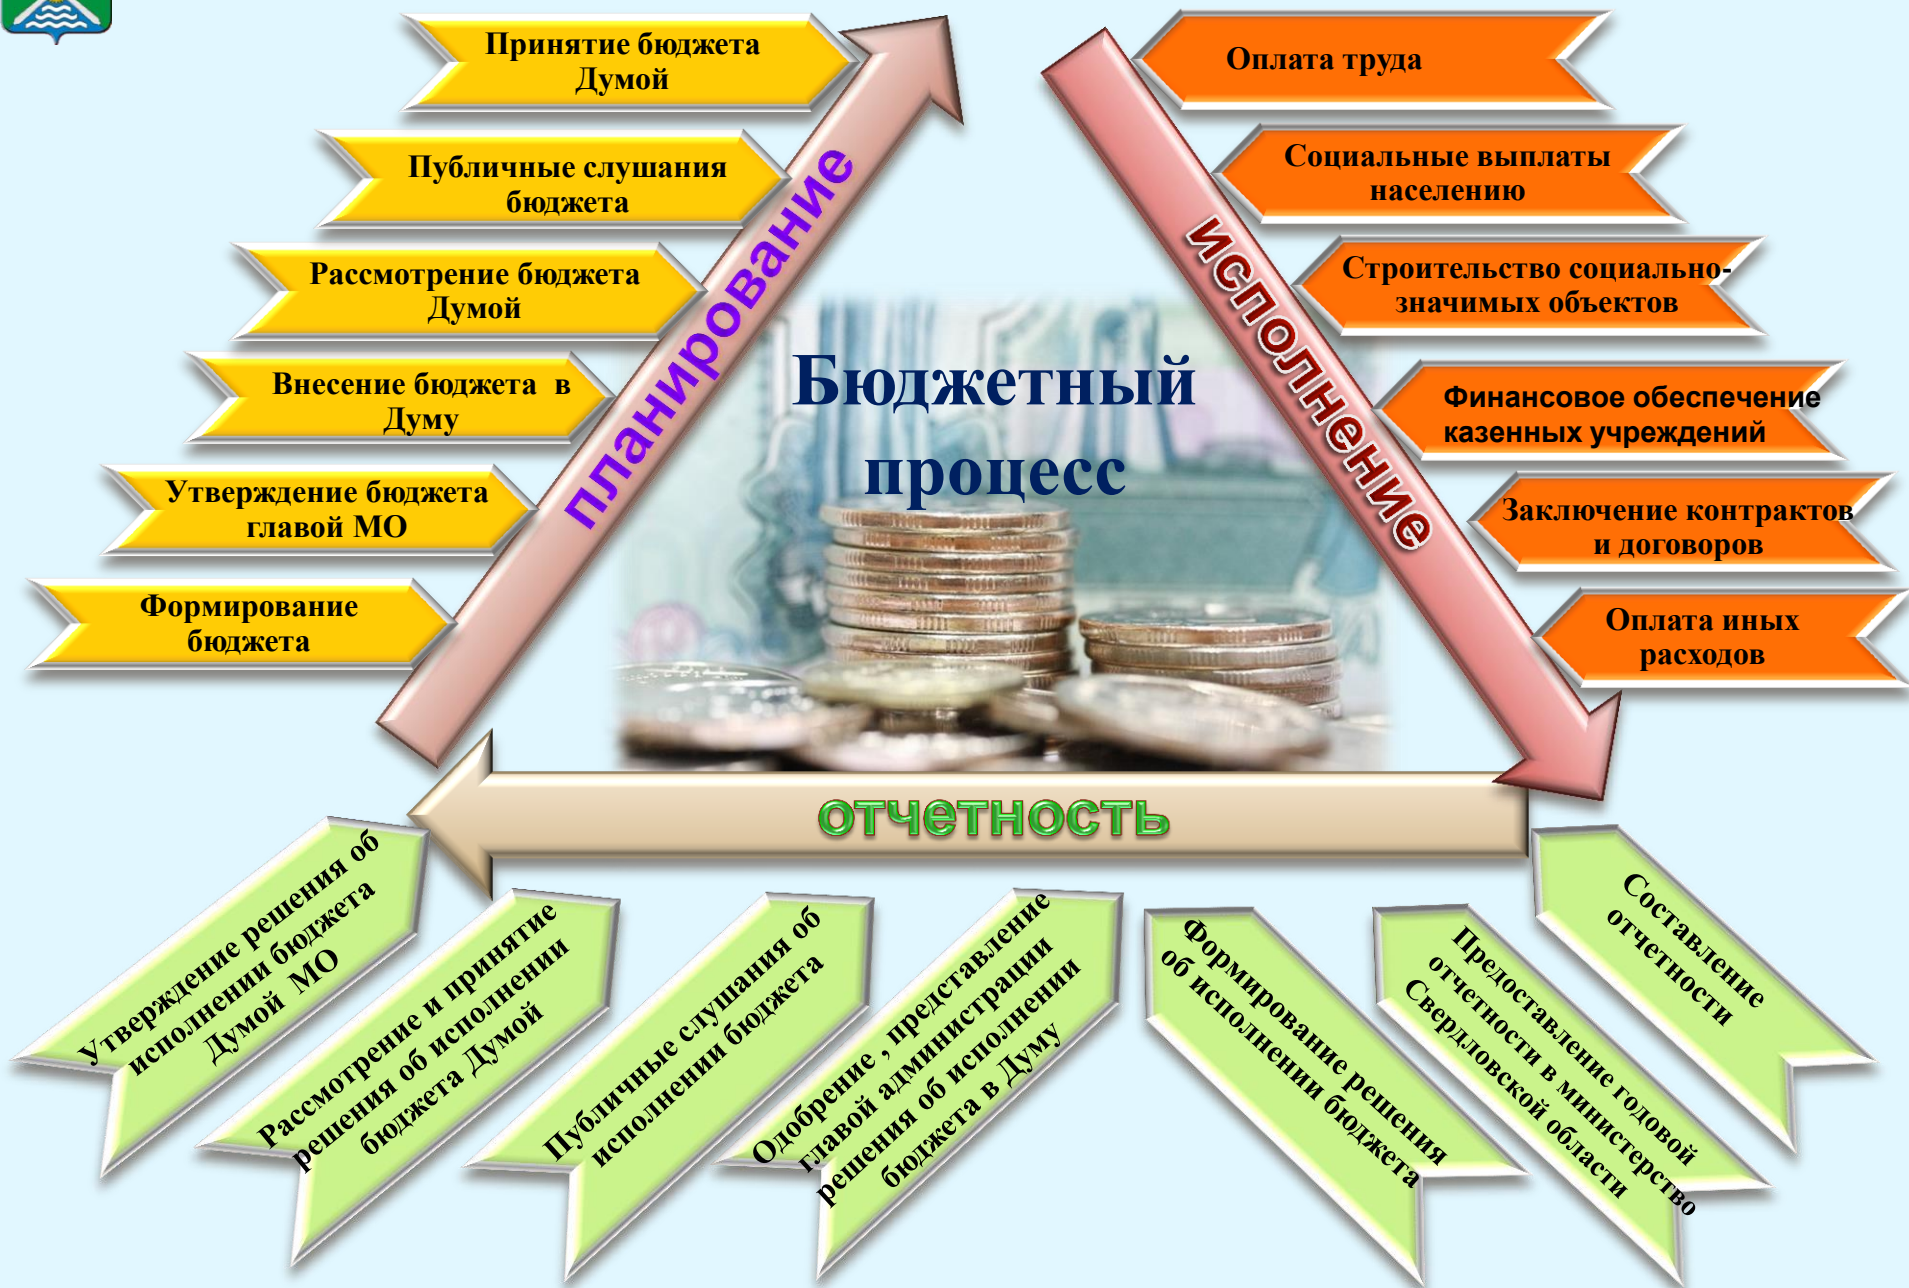 Принятие бюджета
Думой
Публичные слушания
бюджета
Рассмотрение бюджета
Думой
Внесение бюджета в
Думу
Утверждение бюджета
главой МО
Формирование
бюджета
планирование
Бюджетный
процесс
исполнение
Оплата труда
Социальные выплаты
населению
Строительство социально-
значимых объектов
Финансовое обеспечение
казенных учреждений
Заключение контрактов
и договоров
Оплата иных
расходов
отчетность
Утверждение решения об
исполнении бюджета
Думой МО
Рассмотрение и принятие
решения об исполнении
бюджета Думой
Публичные слушания об
исполнении бюджета
Одобрение , представление
главой администрации
решения об исполнении
бюджета в Думу
Формирование решения
об исполнении бюджета
Предоставление годовой
отчетности в министерство
Свердловской области
Составление
отчетности